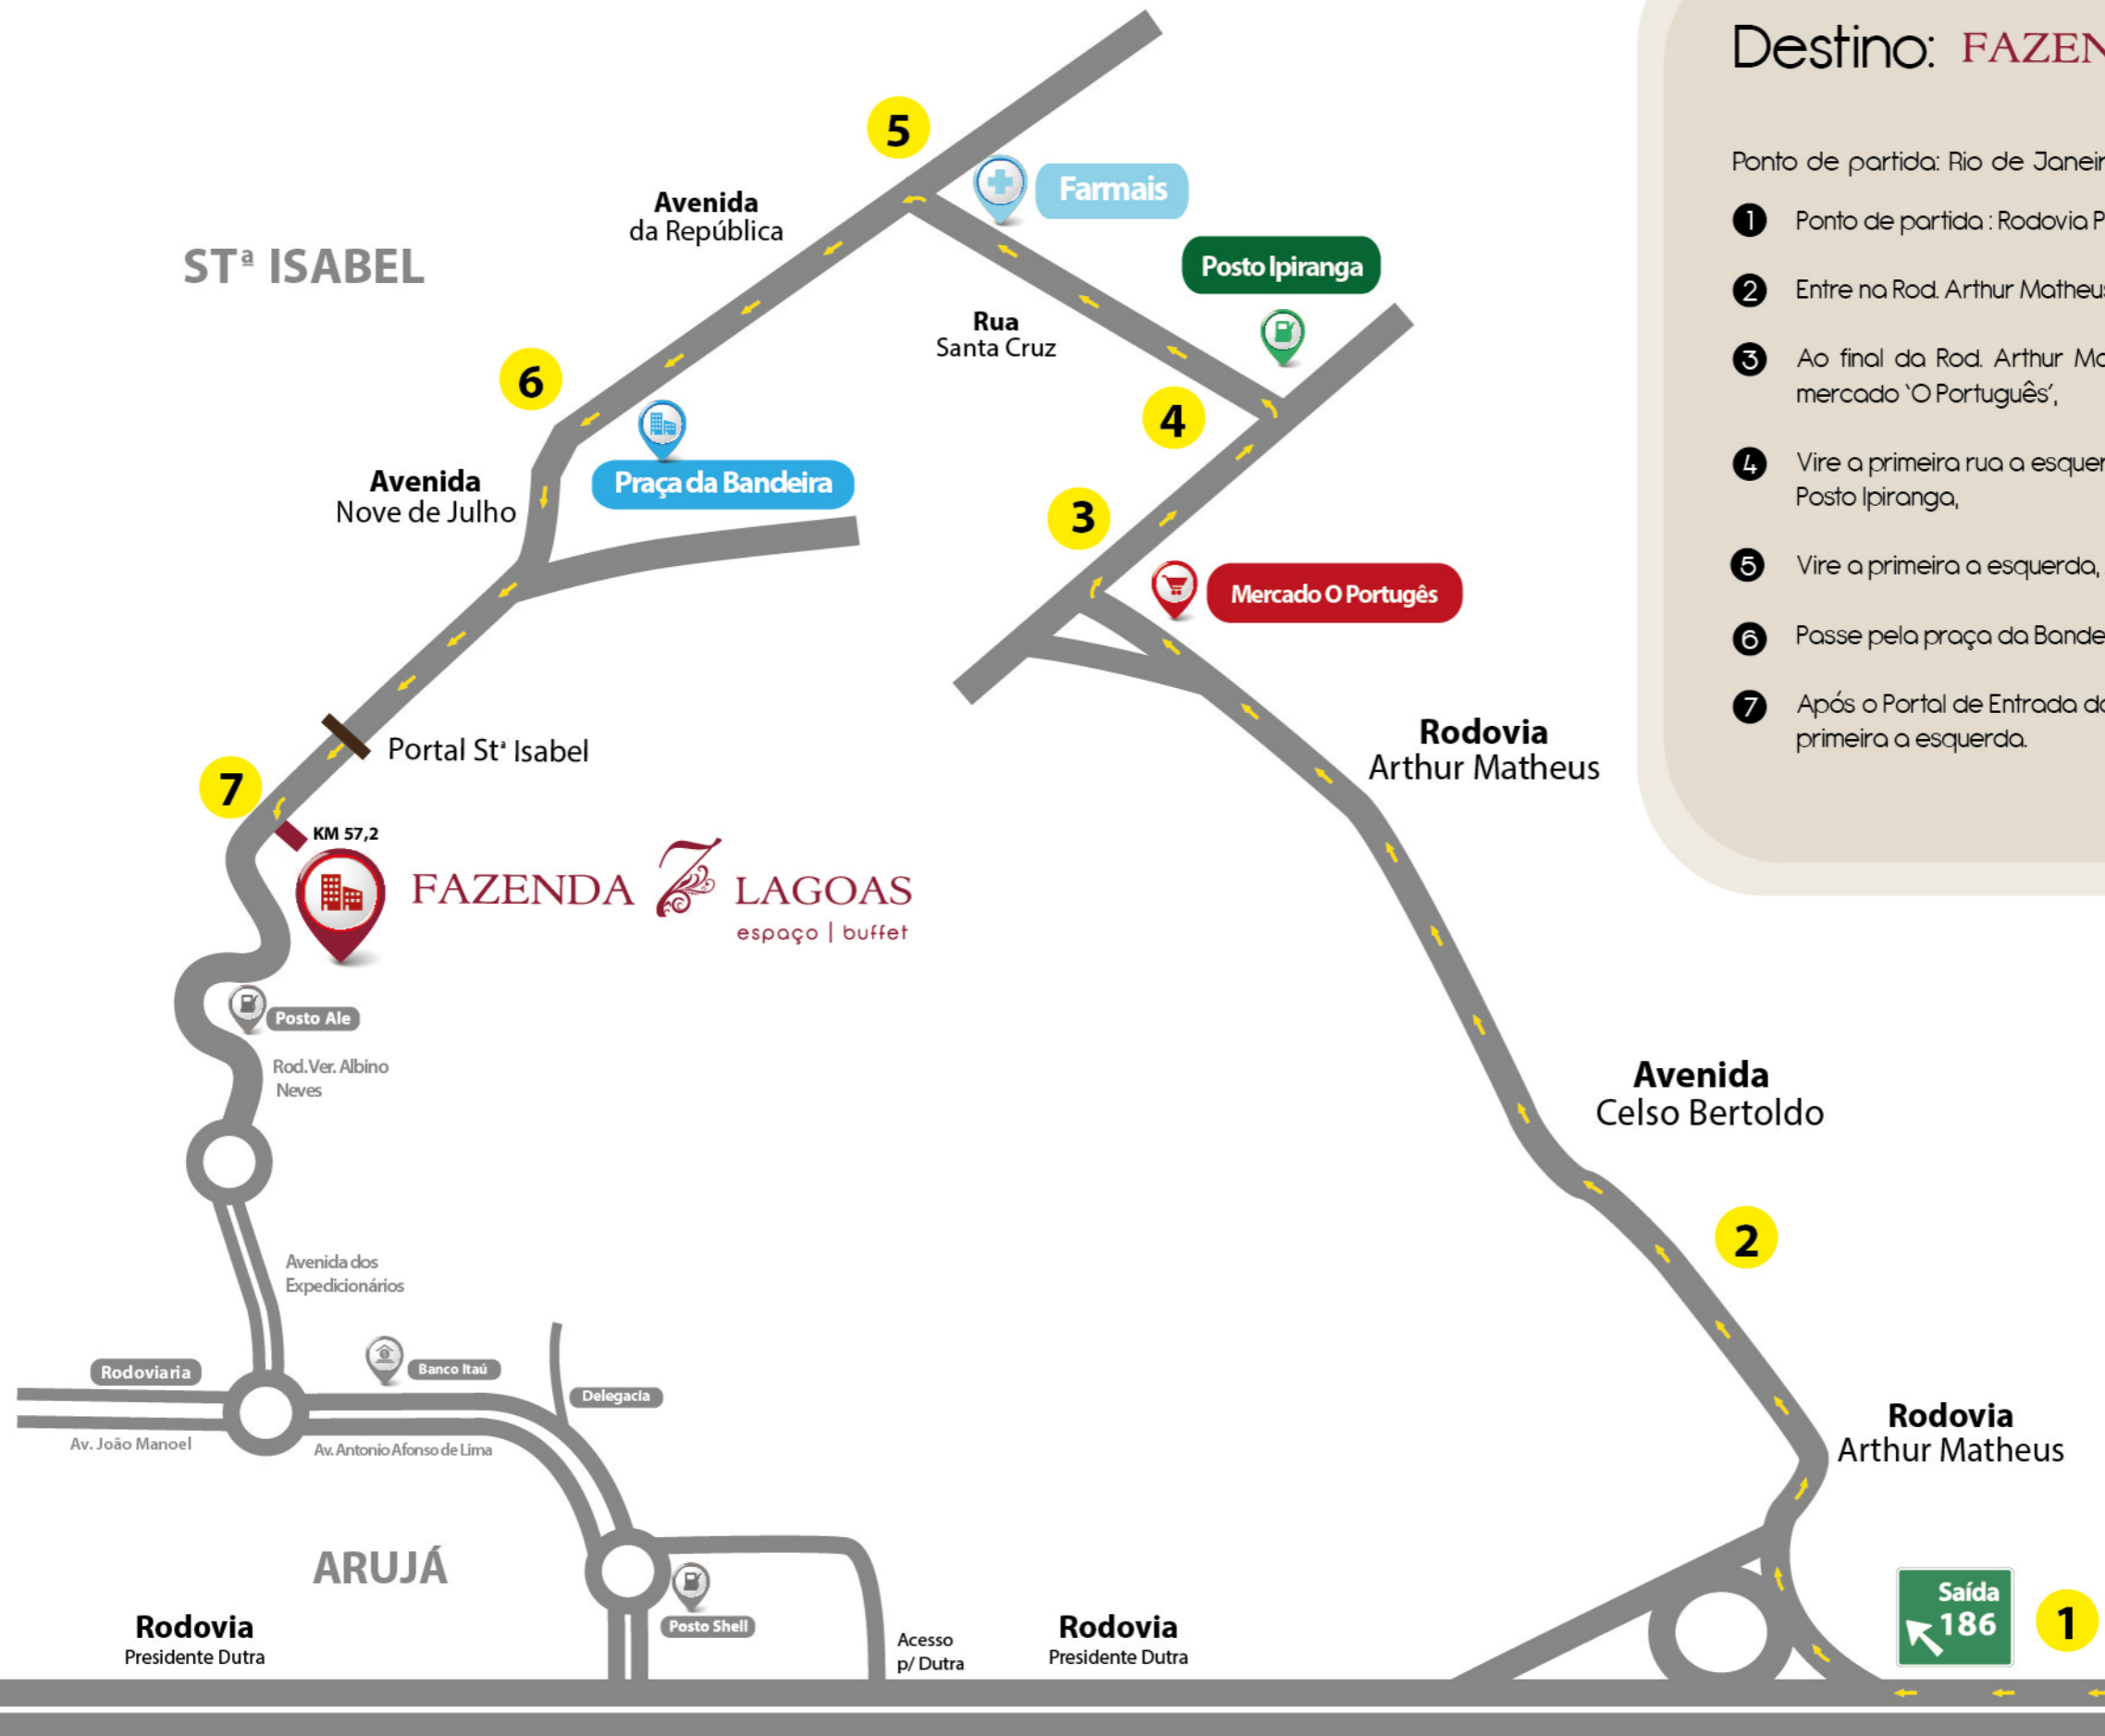 Destino: FAZEN
Ponto de partida: Rio de Janeir
1 Ponto de partida : Rodovia P
2 Entre na Rod. Arthur Matheus
3 Ao final da Rod. Arthur Ma
mercado ‘O Português’,
4 Vire a primeira rua a esquer
Posto Ipiranga,
5 Vire a primeira a esquerda,
6 Passe pela praça da Bande
7 Após o Portal de Entrada da
primeira a esquerda.
5
Farmais
Avenida
da República
STª ISABEL
Posto Ipiranga
Rua
Santa Cruz
6
4
Praça da Bandeira
Avenida
Nove de Julho
3
Mercado O Portugês
Rodovia
Arthur Matheus
Portal Stª Isabel
7
KM 57,2
FAZENDA 7 LAGOAS
espaço | buffet
Posto Ale
Rod. Ver. Albino
Neves
Avenida
Celso Bertoldo
2
Avenida dos
Expedicionários
Rodoviaria
Banco Itaú
Delegacia
Av. João Manoel
Av. Antonio Afonso de Lima
Rodovia
Arthur Matheus
ARUJÁ
Saída
186
1
Rodovia
Presidente Dutra
Posto Shell
Acesso
p/ Dutra
Rodovia
Presidente Dutra